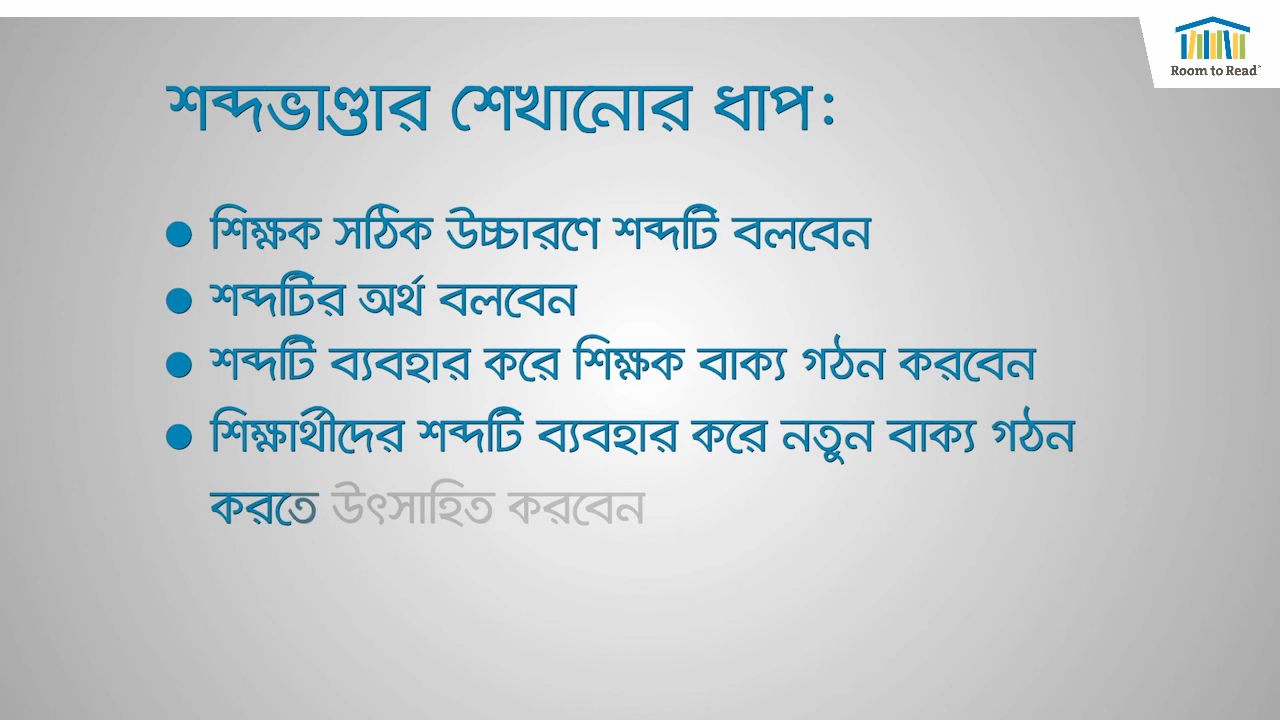 Room to Read
শব্দভাণ্ডার শেখানোর ধাপ:
• শিক্ষক সঠিক উচ্চারণে শব্দটি বলবেন
• শব্দটির অর্থ বলবেন
• শব্দটি ব্যবহার করে শিক্ষক বাক্য গঠন করবেন
• শিক্ষার্থীদের শব্দটি ব্যবহার করে নতুন বাক্য গঠন
করতে উৎসাহিত করবেন